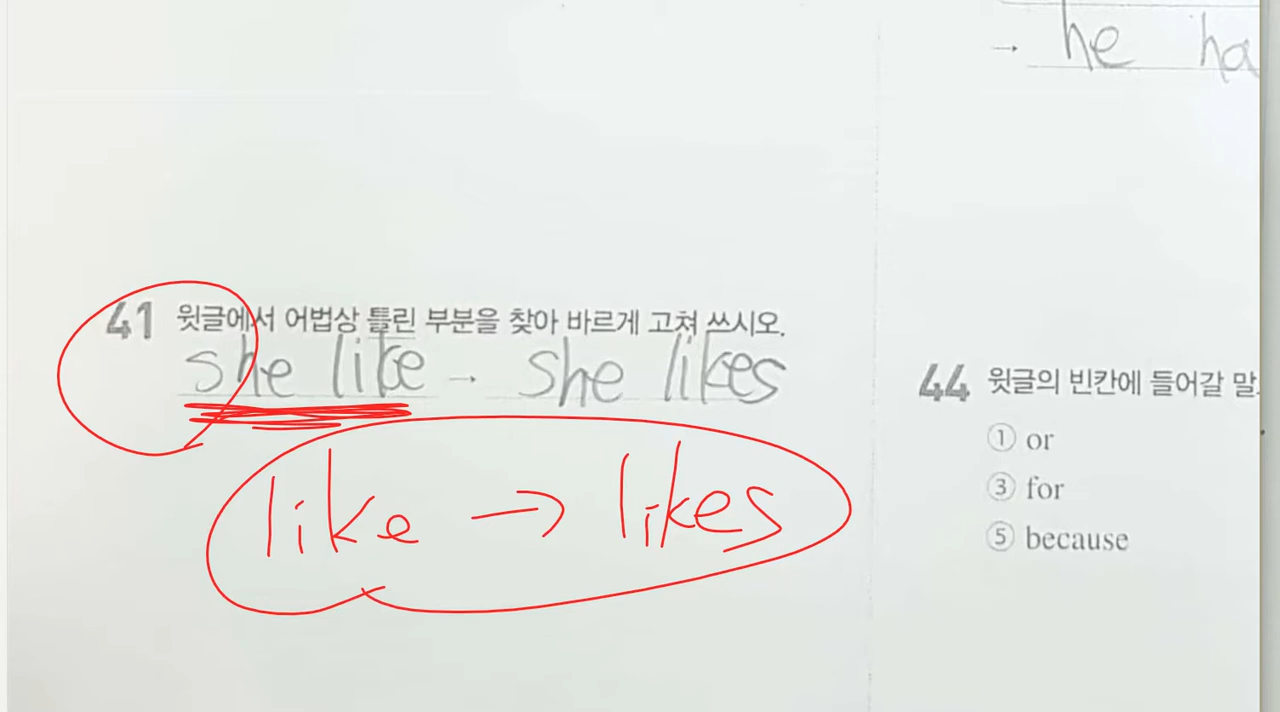 → he ha
41 윗글에서 어법상 틀린 부분을 찾아 바르게 고쳐 쓰시오.
she like → she likes
like → likes
44 윗글의 빈칸에 들어갈 말
① or
③ for
⑤ because